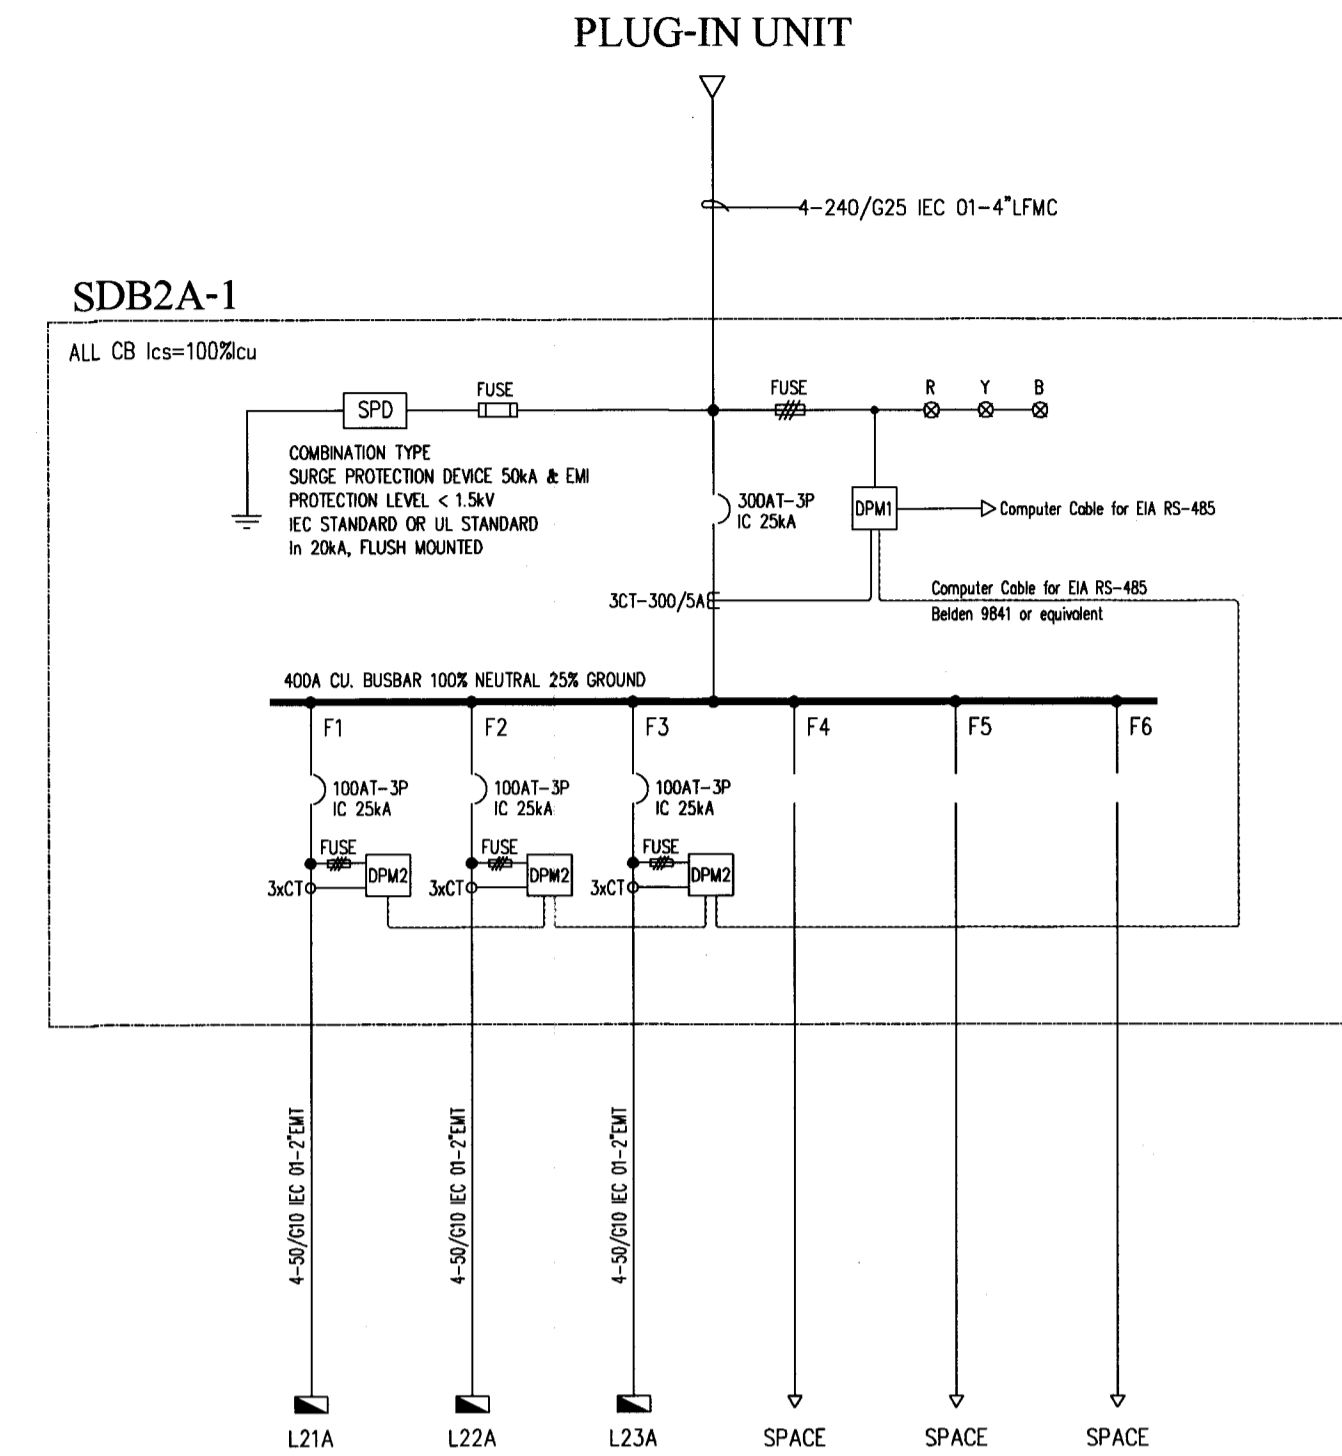 PLUG-IN UNIT
4-240/G25 IEC 01-4"LFMC
SDB2A-1
ALL CB Ics=100%Icu
FUSE
FUSE
R Y B
SPD
COMBINATION TYPE
SURGE PROTECTION DEVICE 50kA & EMI
PROTECTION LEVEL < 1.5kV
IEC STANDARD OR UL STANDARD
In 20kA, FLUSH MOUNTED
300AT-3P
IC 25kA
DPM1
Computer Cable for EIA RS-485
3CT-300/5A
Computer Cable for EIA RS-485
Belden 9841 or equivalent
400A CU. BUSBAR 100% NEUTRAL 25% GROUND
F1 F2 F3 F4 F5 F6
100AT-3P
IC 25kA
100AT-3P
IC 25kA
100AT-3P
IC 25kA
FUSE
DPM2
3xCT
FUSE
DPM2
3xCT
FUSE
DPM2
3xCT
4-50/G10 IEC 01-2"EMT
4-50/G10 IEC 01-2"EMT
4-50/G10 IEC 01-2"EMT
L21A L22A L23A SPACE SPACE SPACE